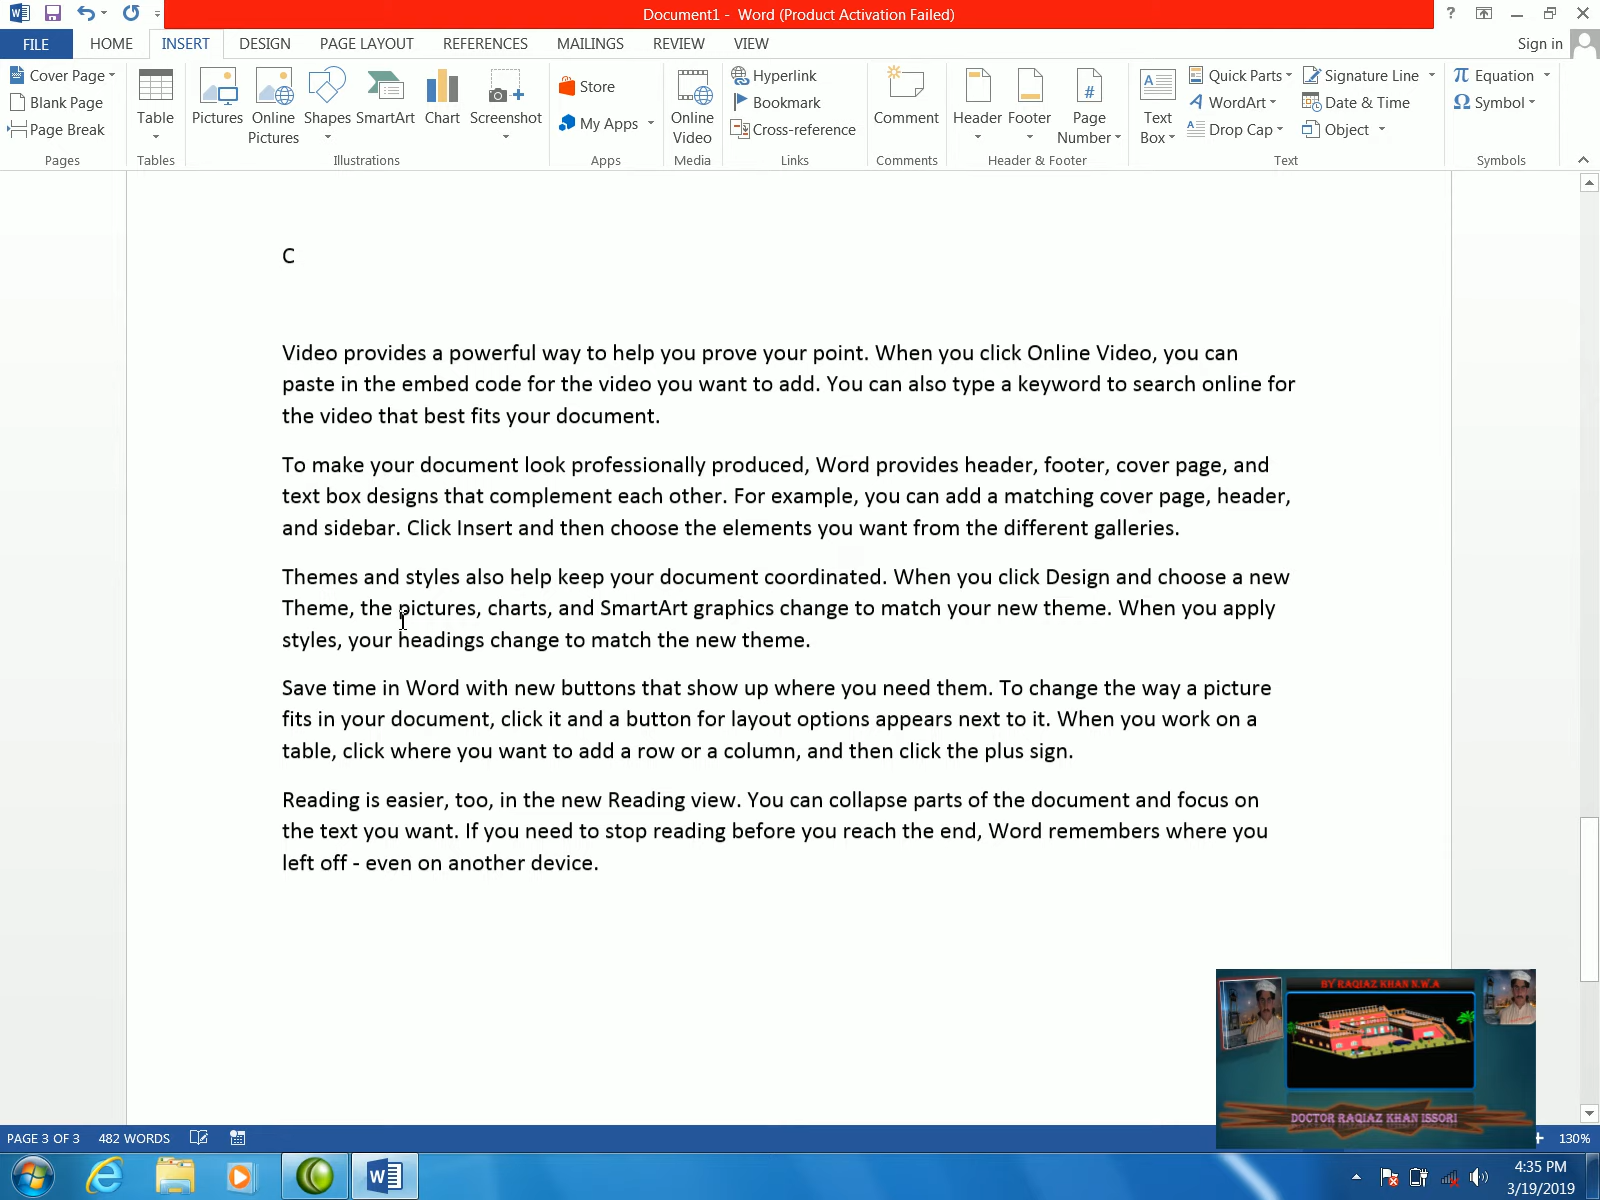 Document1 - Word (Product Activation Failed)
?
FILE HOME INSERT DESIGN PAGE LAYOUT REFERENCES MAILINGS REVIEW VIEW Sign in
Cover Page
Blank Page
Page Break
Pages
Table
Tables
Pictures
Online
Pictures
Shapes
SmartArt
Chart
Screenshot
Illustrations
Store
My Apps
Apps
Online
Video
Media
Hyperlink
Bookmark
Cross-reference
Links
Comment
Comments
Header
Footer
Page
Number
Header & Footer
Text
Box
Quick Parts
WordArt
Drop Cap
Signature Line
Date & Time
Object
Text
π Equation
Ω Symbol
Symbols
C
Video provides a powerful way to help you prove your point. When you click Online Video, you can
paste in the embed code for the video you want to add. You can also type a keyword to search online for
the video that best fits your document.
To make your document look professionally produced, Word provides header, footer, cover page, and
text box designs that complement each other. For example, you can add a matching cover page, header,
and sidebar. Click Insert and then choose the elements you want from the different galleries.
Themes and styles also help keep your document coordinated. When you click Design and choose a new
Theme, the pictures, charts, and SmartArt graphics change to match your new theme. When you apply
styles, your headings change to match the new theme.
Save time in Word with new buttons that show up where you need them. To change the way a picture
fits in your document, click it and a button for layout options appears next to it. When you work on a
table, click where you want to add a row or a column, and then click the plus sign.
Reading is easier, too, in the new Reading view. You can collapse parts of the document and focus on
the text you want. If you need to stop reading before you reach the end, Word remembers where you
left off - even on another device.
BY RAQIAZ KHAN N.W.A
DOCTOR RAQIAZ KHAN ISSORI
PAGE 3 OF 3 482 WORDS
130%
4:35 PM
3/19/2019